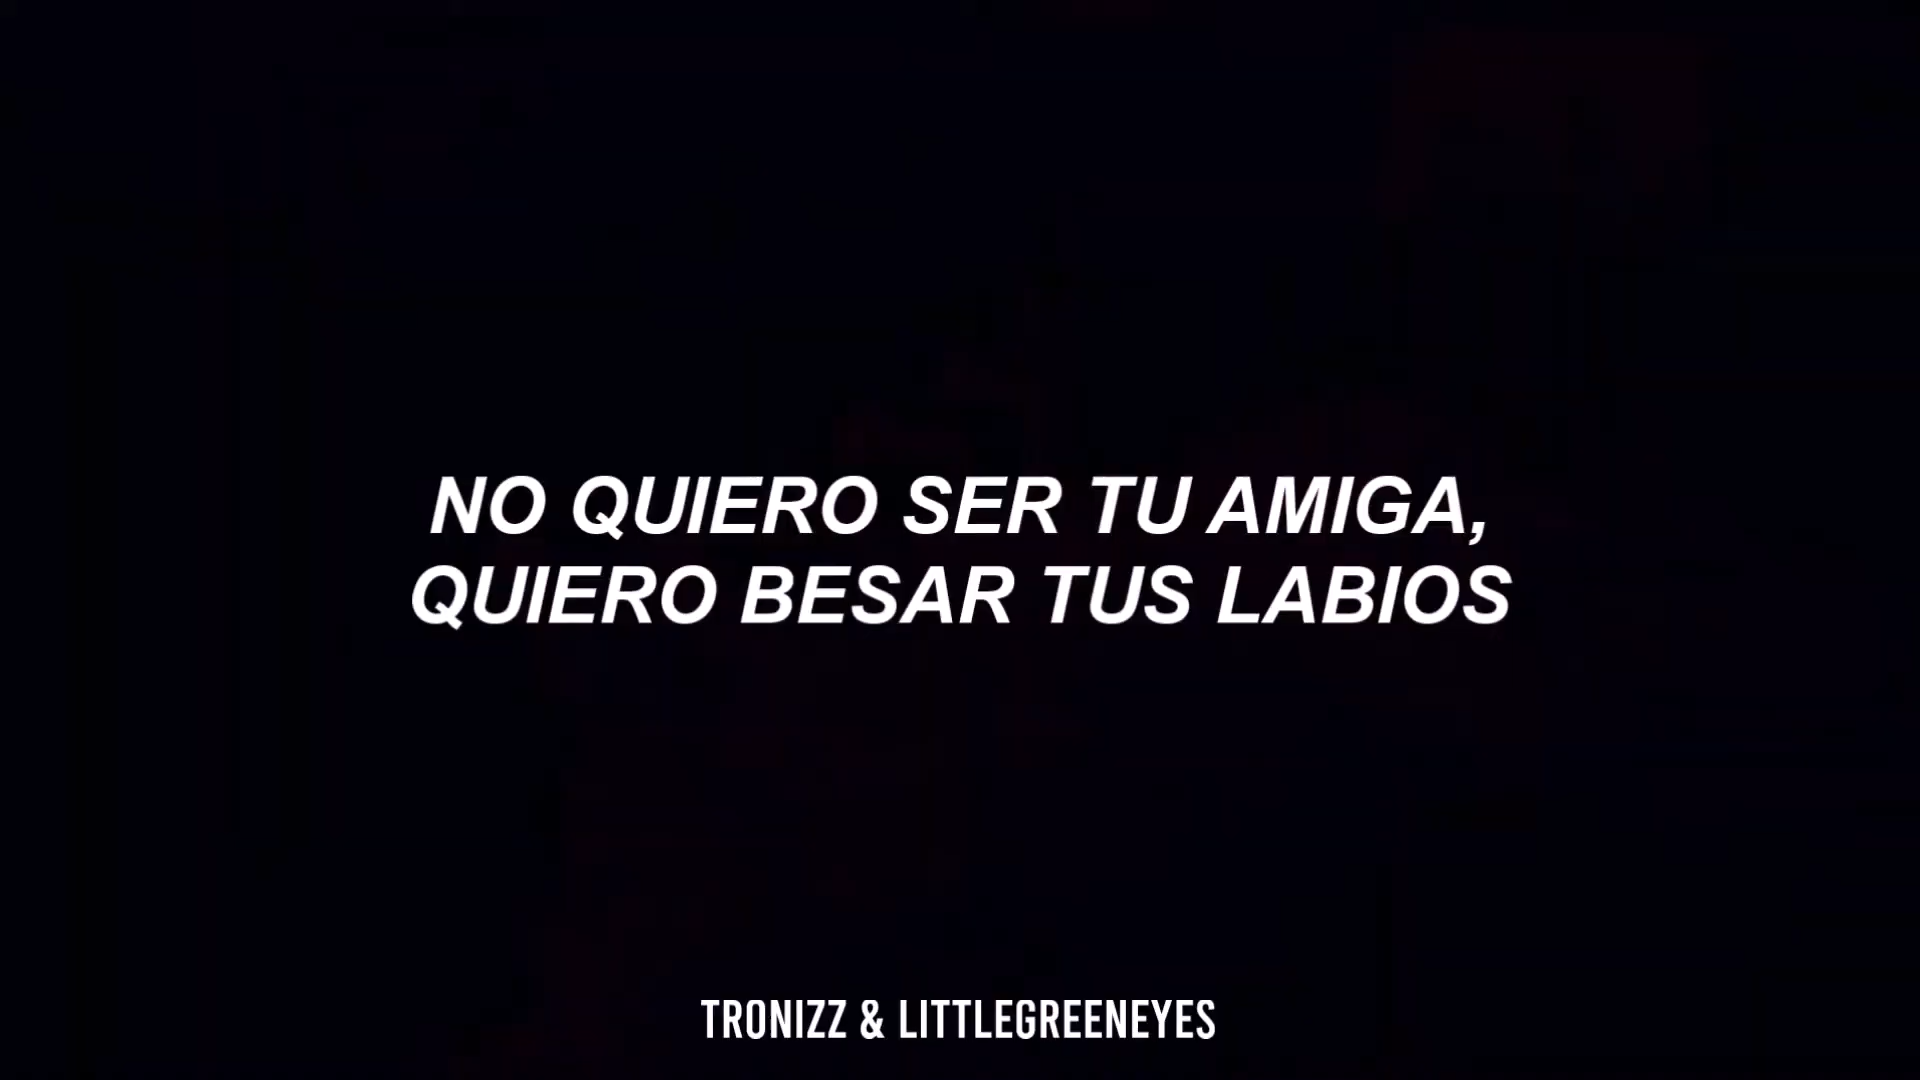 NO QUIERO SER TU AMIGA,
QUIERO BESAR TUS LABIOS
TRONIZZ & LITTLEGREENEYES